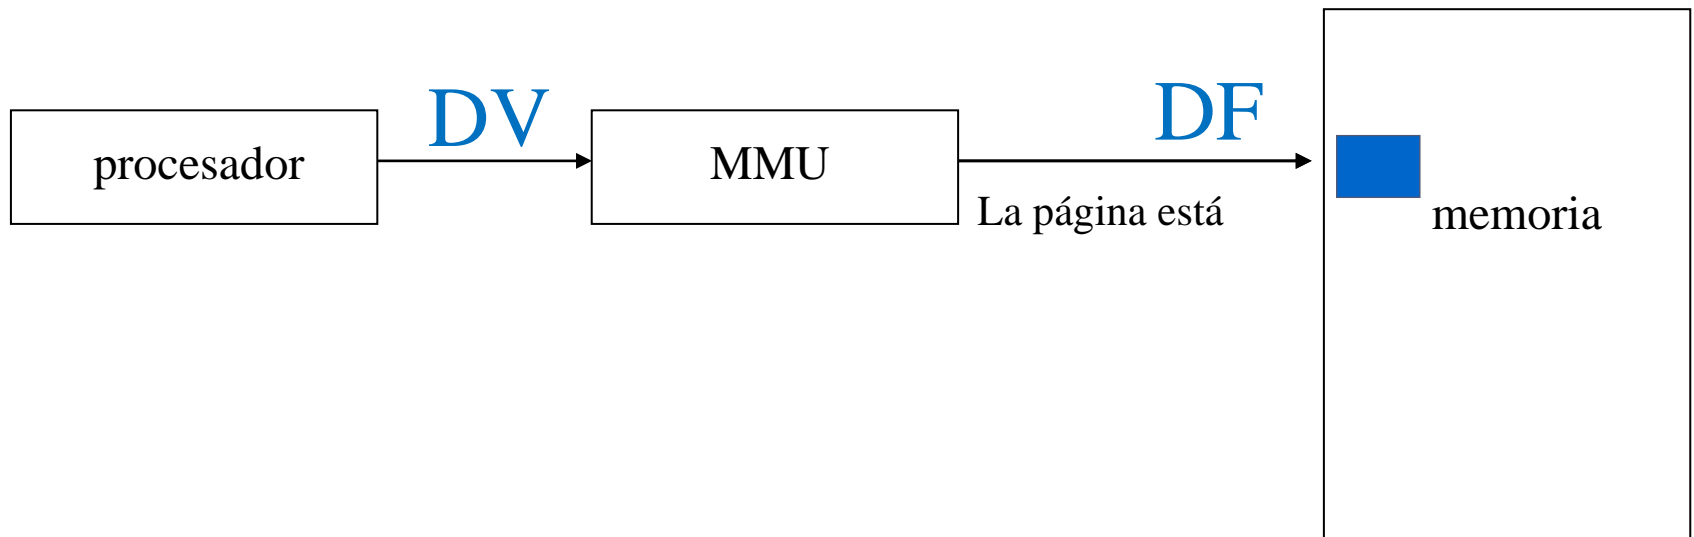 DV
DF
procesador
MMU
La página está
memoria